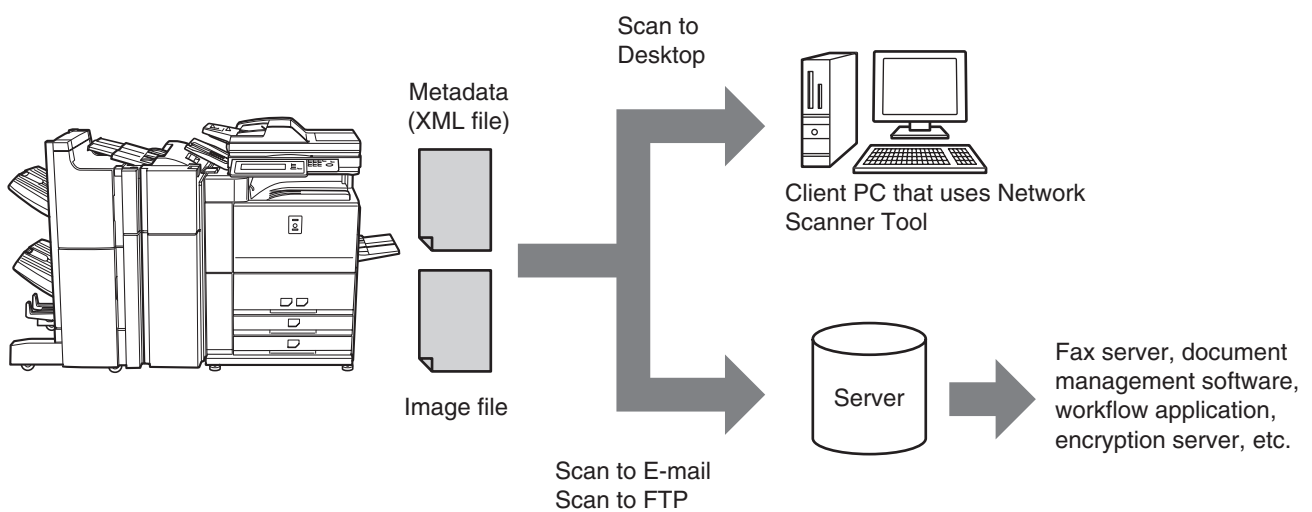 Scan to
Desktop
Metadata
(XML file)
Client PC that uses Network
Scanner Tool
Image file
Server
Fax server, document
management software,
workflow application,
encryption server, etc.
Scan to E-mail
Scan to FTP